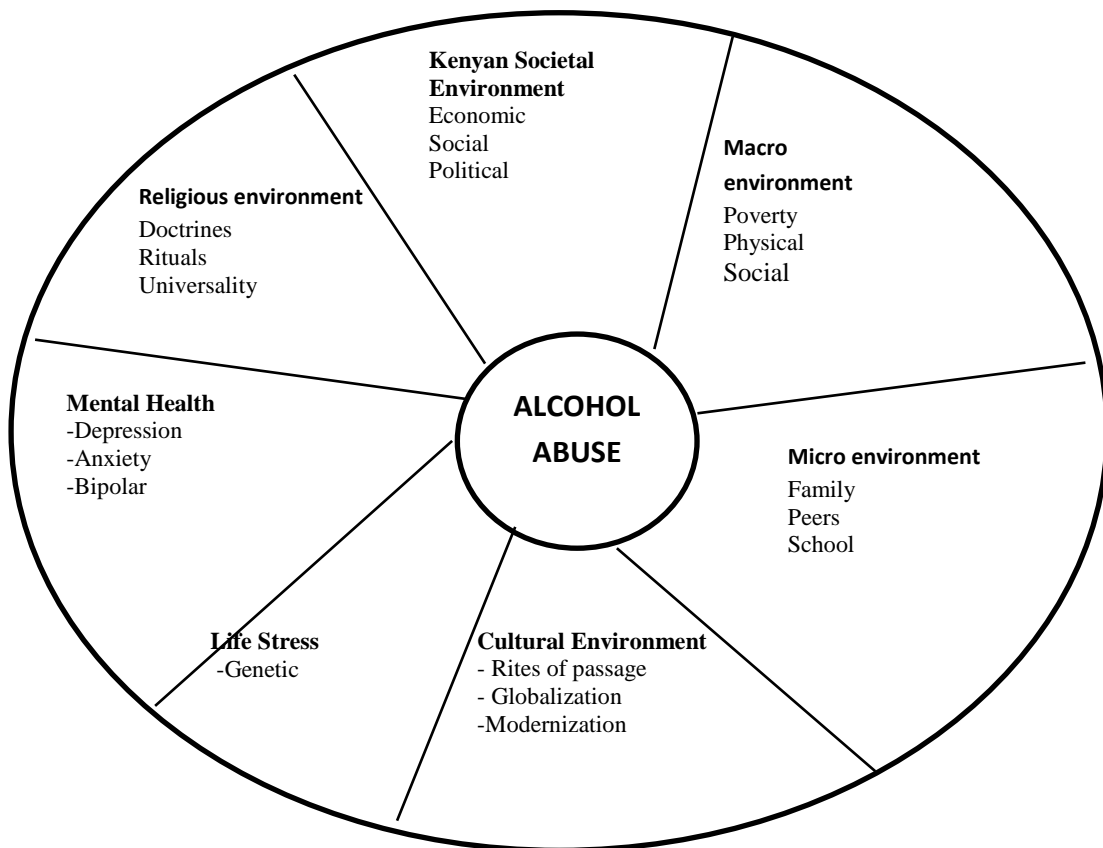 Kenyan Societal
Environment
Economic
Social
Political
Macro
environment
Poverty
Physical
Social
Religious environment
Doctrines
Rituals
Universality
ALCOHOL
ABUSE
Mental Health
-Depression
-Anxiety
-Bipolar
Micro environment
Family
Peers
School
Life Stress
-Genetic
Cultural Environment
- Rites of passage
- Globalization
-Modernization